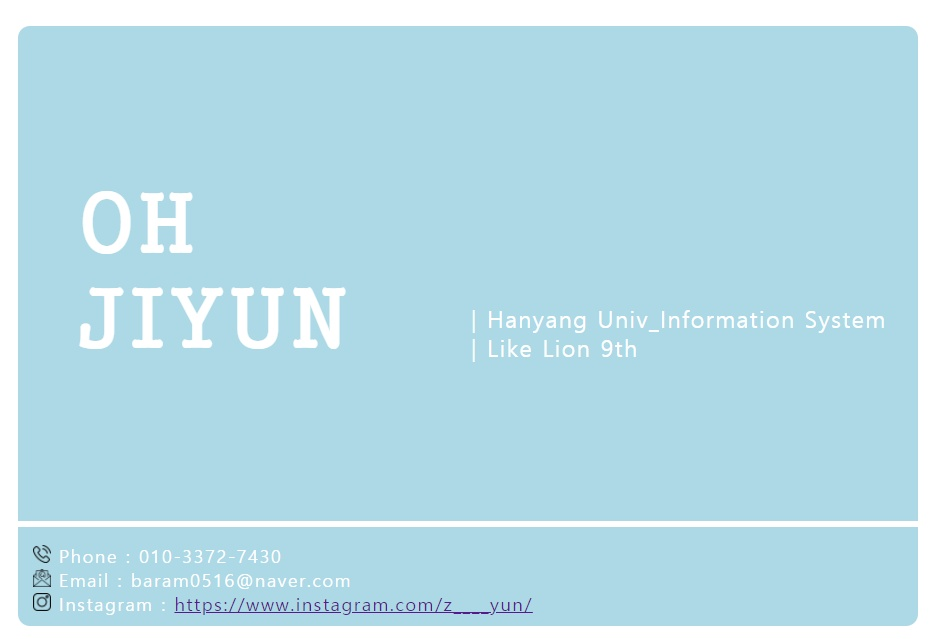 OH
JIYUN
| Hanyang Univ_Information System
| Like Lion 9th
Phone : 010-3372-7430
Email : baram0516@naver.com
Instagram : https://www.instagram.com/z____yun/